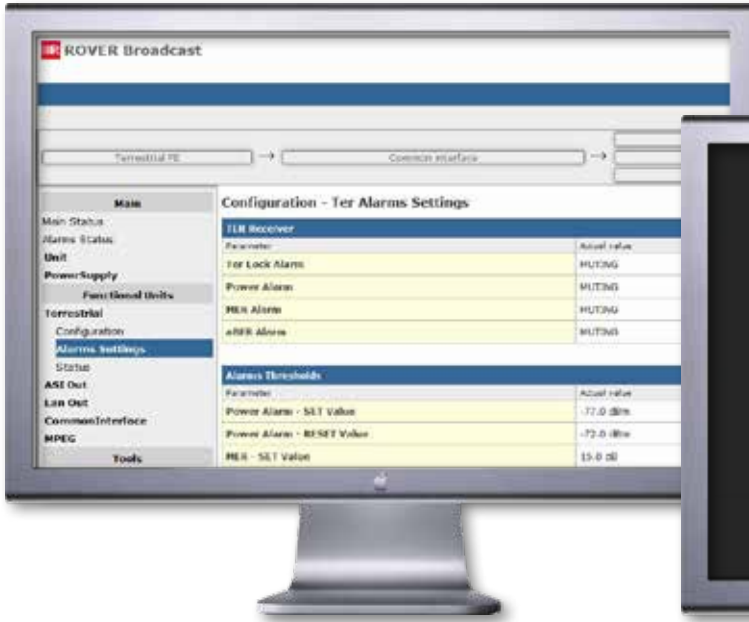 ROVER Broadcast
Terrestrial FE → Common Interface →
Main
Main Status
Alarms Status
Unit
PowerSupply
Functional Units
Terrestrial
Configuration
Alarms Settings
Status
ASI Out
Lan Out
CommonInterface
MPEG
Tools
Configuration - Ter Alarms Settings
TER Receiver
Parameter Actual value
Ter Lock Alarm MUTING
Power Alarm MUTING
MER Alarm MUTING
aBER Alarm MUTING
Alarms Thresholds
Parameter Actual value
Power Alarm - SET Value -77.0 dBm
Power Alarm - RESET Value -72.0 dBm
MER - SET Value 15.0 dB